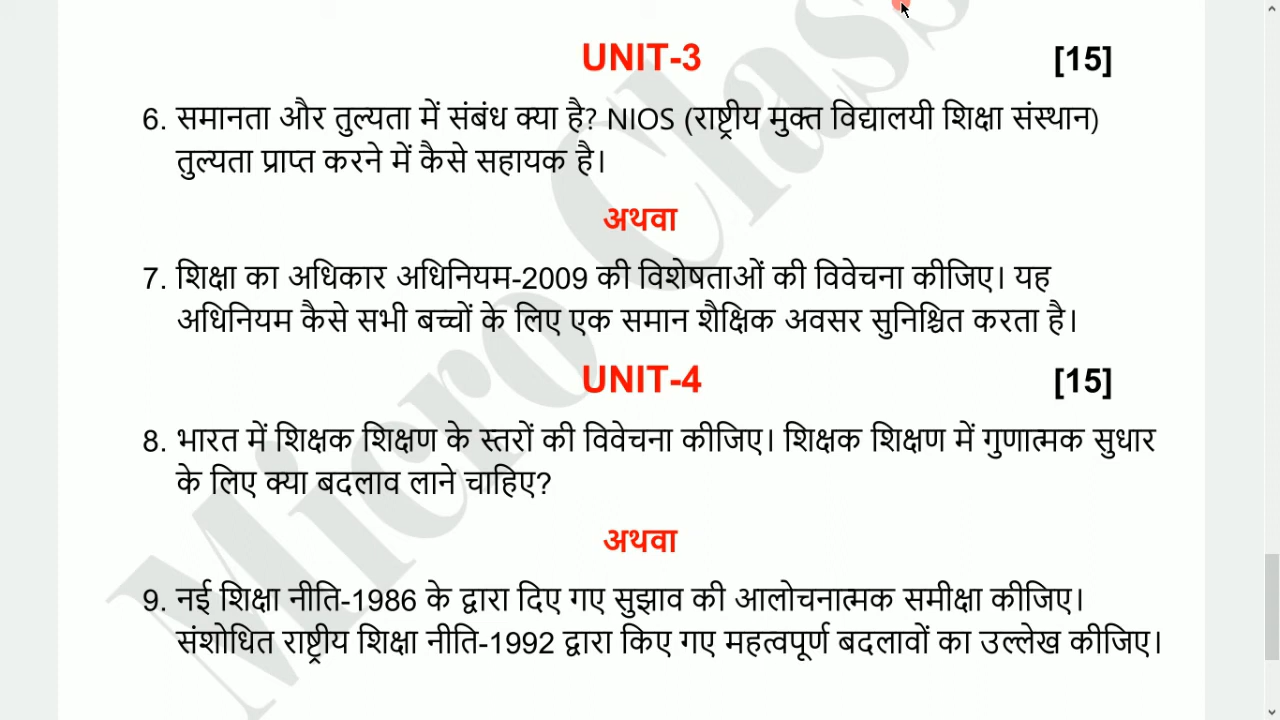 UNIT-3 [15]
6. समानता और तुल्यता में संबंध क्या है? NIOS (राष्ट्रीय मुक्त विद्यालयी शिक्षा संस्थान)
तुल्यता प्राप्त करने में कैसे सहायक है।
अथवा
7. शिक्षा का अधिकार अधिनियम-2009 की विशेषताओं की विवेचना कीजिए। यह
अधिनियम कैसे सभी बच्चों के लिए एक समान शैक्षिक अवसर सुनिश्चित करता है।
UNIT-4 [15]
8. भारत में शिक्षक शिक्षण के स्तरों की विवेचना कीजिए। शिक्षक शिक्षण में गुणात्मक सुधार
के लिए क्या बदलाव लाने चाहिए?
अथवा
9. नई शिक्षा नीति-1986 के द्वारा दिए गए सुझाव की आलोचनात्मक समीक्षा कीजिए।
संशोधित राष्ट्रीय शिक्षा नीति-1992 द्वारा किए गए महत्वपूर्ण बदलावों का उल्लेख कीजिए।
Micro Class